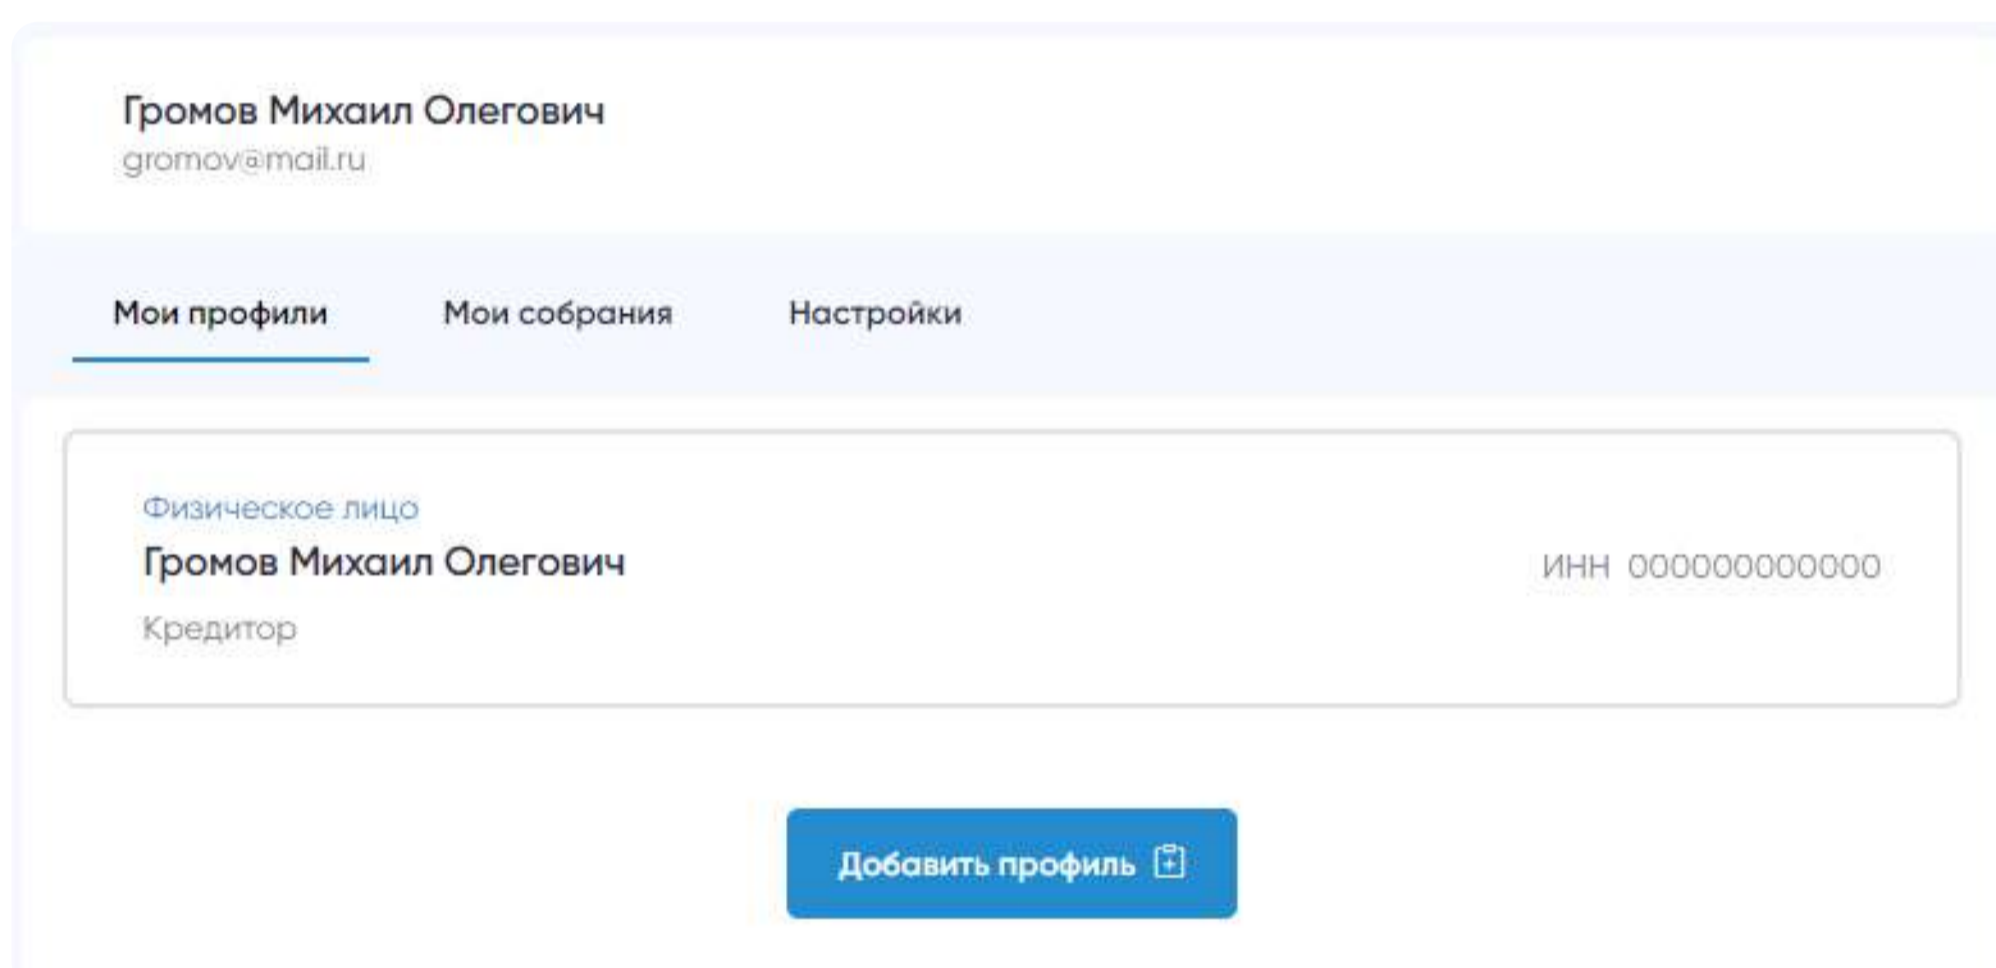 Громов Михаил Олегович
gromov@mail.ru
Мои профили Мои собрания Настройки
Физическое лицо
Громов Михаил Олегович
ИНН 000000000000
Кредитор
Добавить профиль